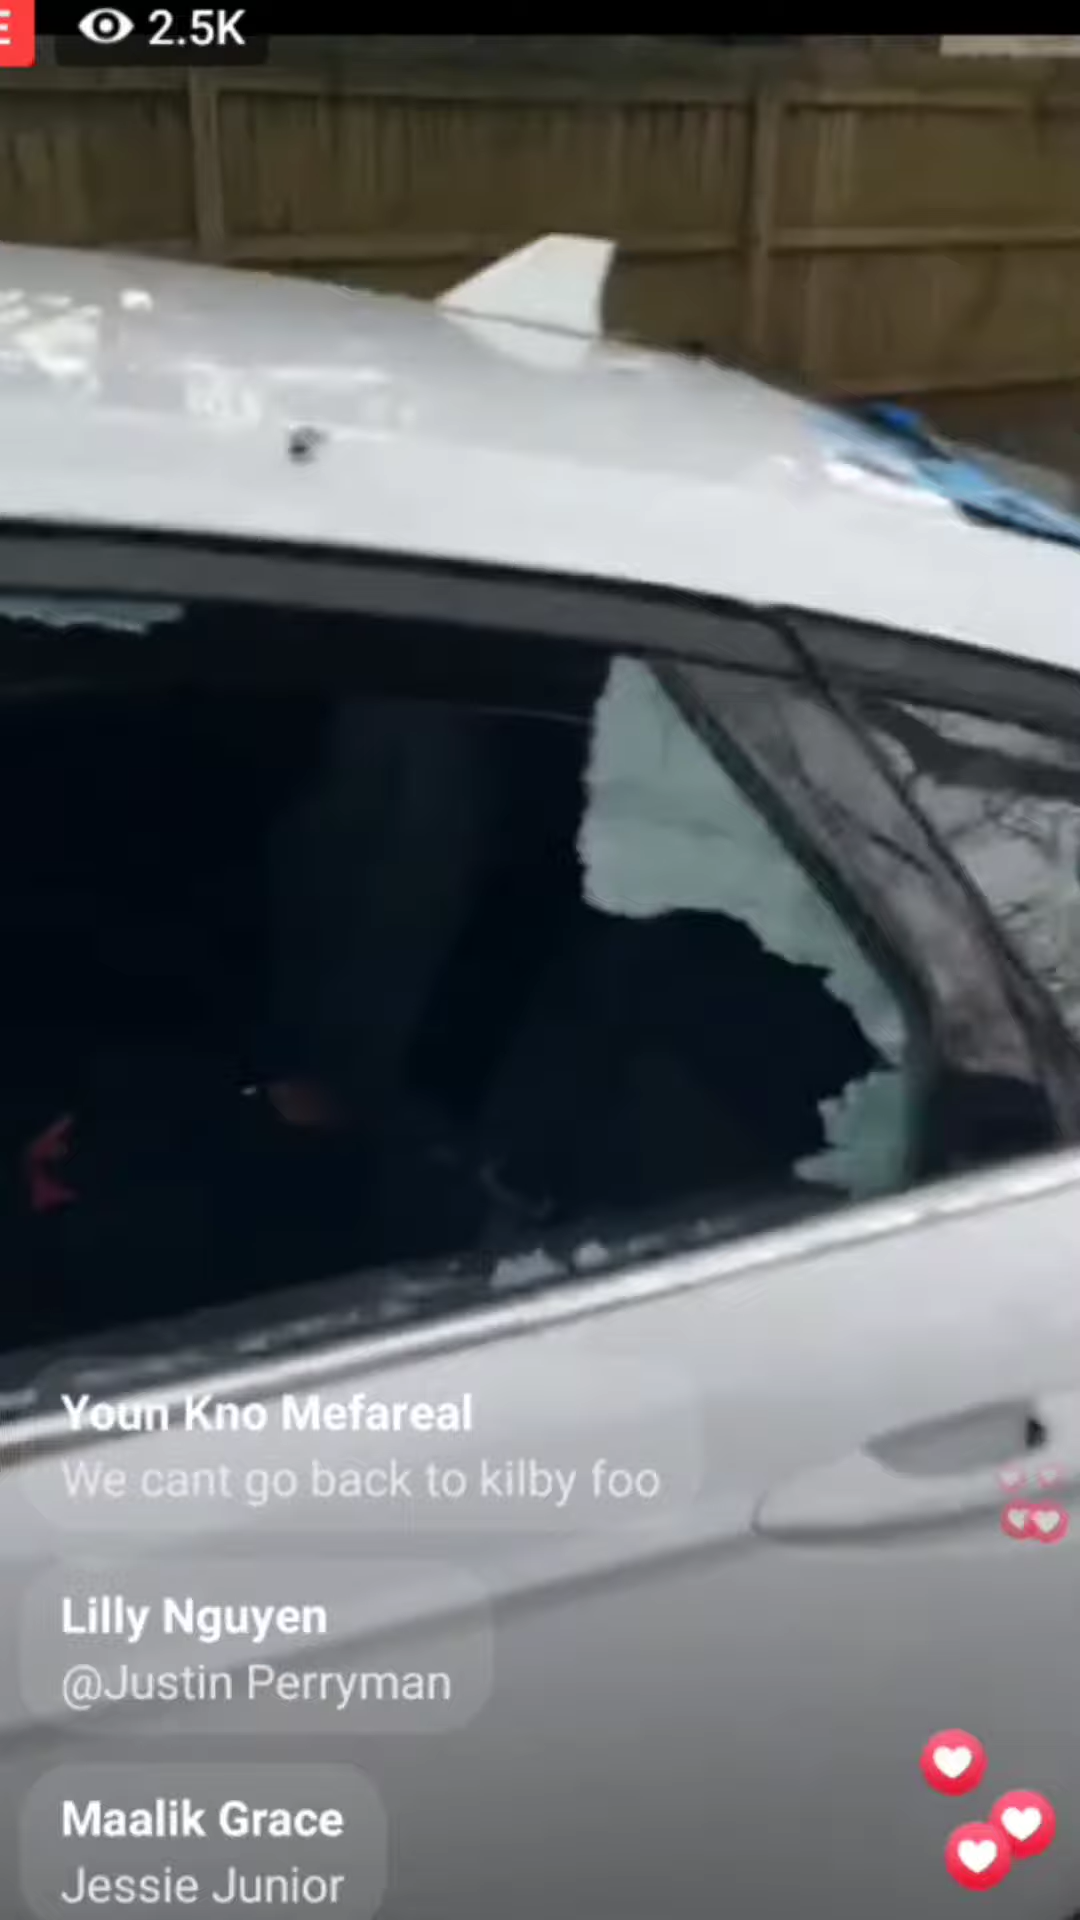 E 2.5K
Youn Kno Mefareal
We cant go back to kilby foo
Lilly Nguyen
@Justin Perryman
Maalik Grace
Jessie Junior